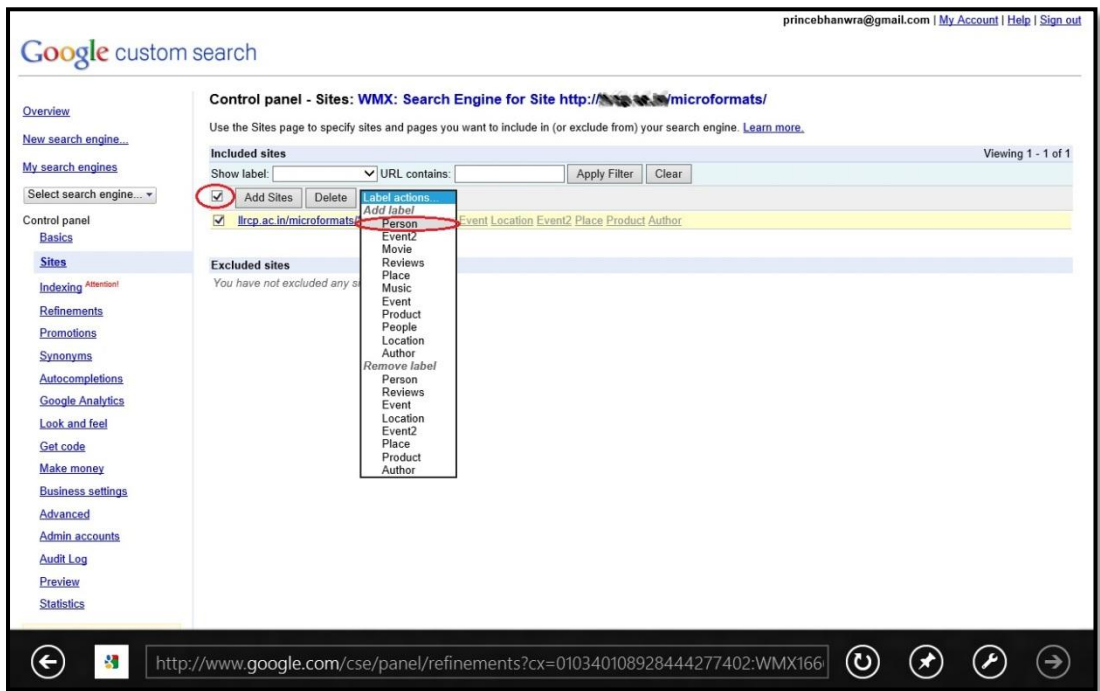 princebhanwra@gmail.com | My Account | Help | Sign out
Google custom search
Overview
New search engine...
My search engines
Select search engine...
Control panel
Basics
Sites
Indexing Attention!
Refinements
Promotions
Synonyms
Autocompletions
Google Analytics
Look and feel
Get code
Make money
Business settings
Advanced
Admin accounts
Audit Log
Preview
Statistics
Control panel - Sites: WMX: Search Engine for Site http:// /microformats/
Use the Sites page to specify sites and pages you want to include in (or exclude from) your search engine. Learn more.
Included sites Viewing 1 - 1 of 1
Show label: URL contains: Apply Filter Clear
Add Sites Delete Label actions...
llrcp.ac.in/microformats/ Event Location Event2 Place Product Author
Add label
Person
Event2
Movie
Reviews
Place
Music
Event
Product
People
Location
Author
Remove label
Person
Reviews
Event
Location
Event2
Place
Product
Author
Excluded sites
You have not excluded any
http://www.google.com/cse/panel/refinements?cx=010340108928444277402:WMX166